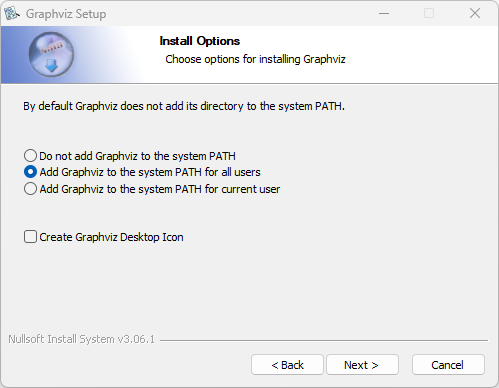 Graphviz Setup
Install Options
Choose options for installing Graphviz
By default Graphviz does not add its directory to the system PATH.
Do not add Graphviz to the system PATH
Add Graphviz to the system PATH for all users
Add Graphviz to the system PATH for current user
Create Graphviz Desktop Icon
Nullsoft Install System v3.06.1
< Back Next > Cancel